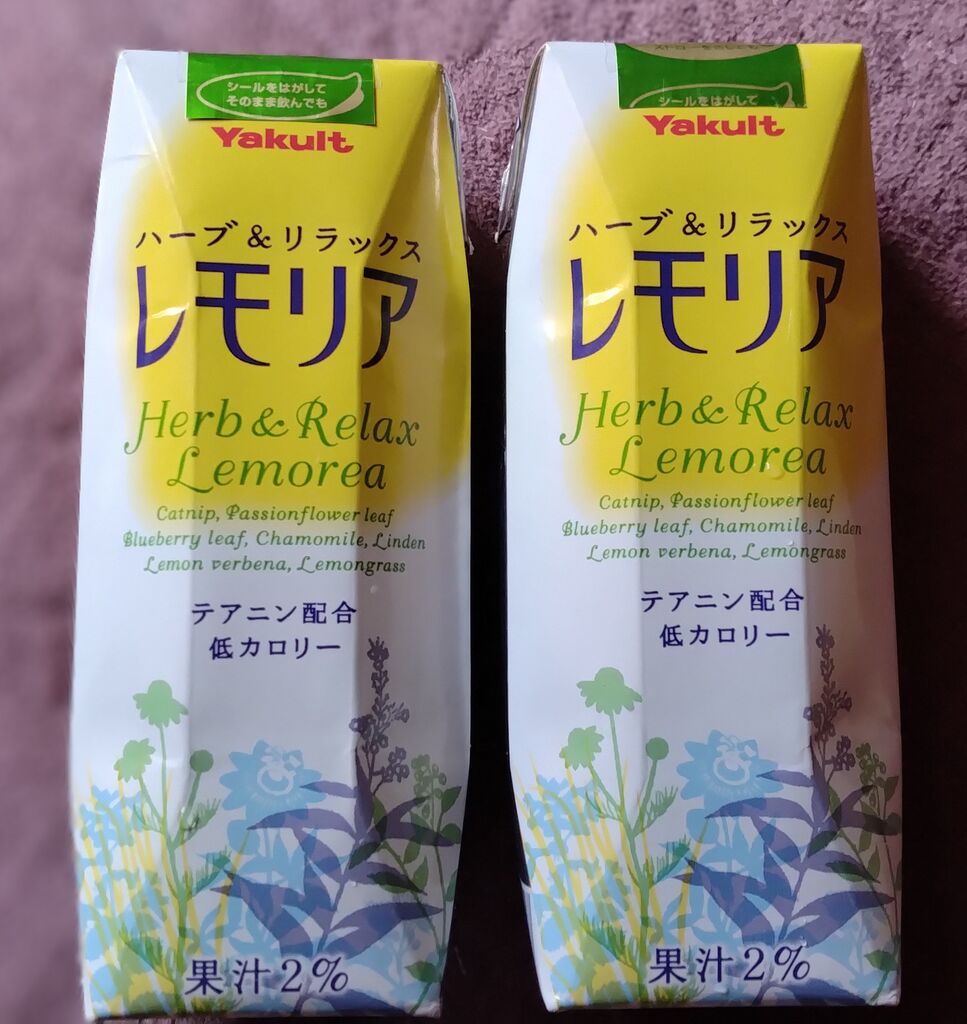 シールをはがして
そのまま飲んでも
Yakult
ハーブ&リラックス
レモリア
Herb & Relax
Lemorea
Catnip, Passionflower leaf
Blueberry leaf, Chamomile, Linden
Lemon verbena, Lemongrass
テアニン配合
低カロリー
果汁2%
シールをはがして
Yakult
ハーブ&リラックス
レモリア
Herb & Relax
Lemorea
Catnip, Passionflower leaf
Blueberry leaf, Chamomile, Linden
Lemon verbena, Lemongrass
テアニン配合
低カロリー
果汁2%